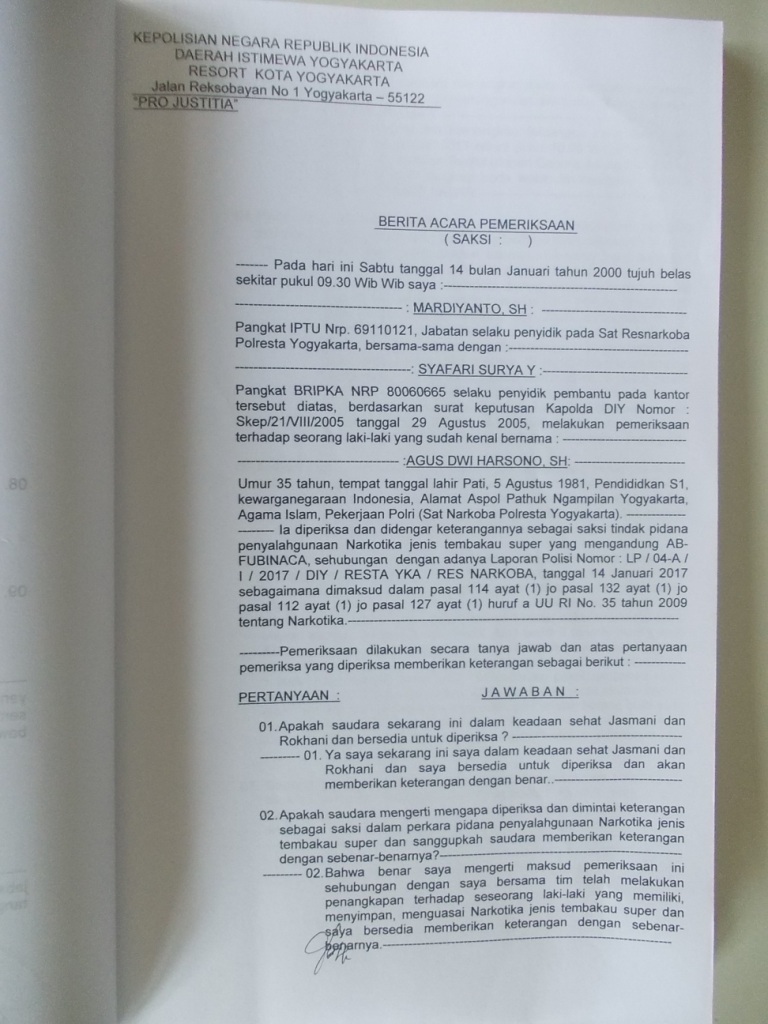 KEPOLISIAN NEGARA REPUBLIK INDONESIA
DAERAH ISTIMEWA YOGYAKARTA
RESORT KOTA YOGYAKARTA
Jalan Reksobayan No 1 Yogyakarta – 55122
"PRO JUSTITIA"
BERITA ACARA PEMERIKSAAN
( SAKSI : )
------- Pada hari ini Sabtu tanggal 14 bulan Januari tahun 2000 tujuh belas
sekitar pukul 09.30 Wib Wib saya :-----------------------------------------------
----------------------------------- : MARDIYANTO, SH : -----------------------------
Pangkat IPTU Nrp. 69110121, Jabatan selaku penyidik pada Sat Resnarkoba
Polresta Yogyakarta, bersama-sama dengan :-----------------------------------
-------------------------------------: SYAFARI SURYA Y :-----------------------------
Pangkat BRIPKA NRP 80060665 selaku penyidik pembantu pada kantor
tersebut diatas, berdasarkan surat keputusan Kapolda DIY Nomor :
Skep/21/VIII/2005 tanggal 29 Agustus 2005, melakukan pemeriksaan
terhadap seorang laki-laki yang sudah kenal bernama : -------------------------
---------------------------------- :AGUS DWI HARSONO, SH: ----------------------
Umur 35 tahun, tempat tanggal lahir Pati, 5 Agustus 1981, Pendididkan S1,
kewarganegaraan Indonesia, Alamat Aspol Pathuk Ngampilan Yogyakarta,
Agama Islam, Pekerjaan Polri (Sat Narkoba Polresta Yogyakarta). ------------
-------- Ia diperiksa dan didengar keterangannya sebagai saksi tindak pidana
penyalahgunaan Narkotika jenis tembakau super yang mengandung AB-
FUBINACA, sehubungan dengan adanya Laporan Polisi Nomor : LP / 04-A /
I / 2017 / DIY / RESTA YKA / RES NARKOBA, tanggal 14 Januari 2017
sebagaimana dimaksud dalam pasal 114 ayat (1) jo pasal 132 ayat (1) jo
pasal 112 ayat (1) jo pasal 127 ayat (1) huruf a UU RI No. 35 tahun 2009
tentang Narkotika.------------------------------------------------------------------
---------Pemeriksaan dilakukan secara tanya jawab dan atas pertanyaan
pemeriksa yang diperiksa memberikan keterangan sebagai berikut : -----------
PERTANYAAN : J A W A B A N :
01.Apakah saudara sekarang ini dalam keadaan sehat Jasmani dan
Rokhani dan bersedia untuk diperiksa ? -----------------------------------
--------- 01. Ya saya sekarang ini saya dalam keadaan sehat Jasmani dan
Rokhani dan saya bersedia untuk diperiksa dan akan
memberikan keterangan dengan benar..--------------------------
02.Apakah saudara mengerti mengapa diperiksa dan dimintai keterangan
sebagai saksi dalam perkara pidana penyalahgunaan Narkotika jenis
tembakau super dan sanggupkah saudara memberikan keterangan
dengan sebenar-benarnya?--------------------------------------------------
--------- 02.Bahwa benar saya mengerti maksud pemeriksaan ini
sehubungan dengan saya bersama tim telah melakukan
penangkapan terhadap seseorang laki-laki yang memiliki,
menyimpan, menguasai Narkotika jenis tembakau super dan
saya bersedia memberikan keterangan dengan sebenar-
benarnya.-----------------------------------------------------------